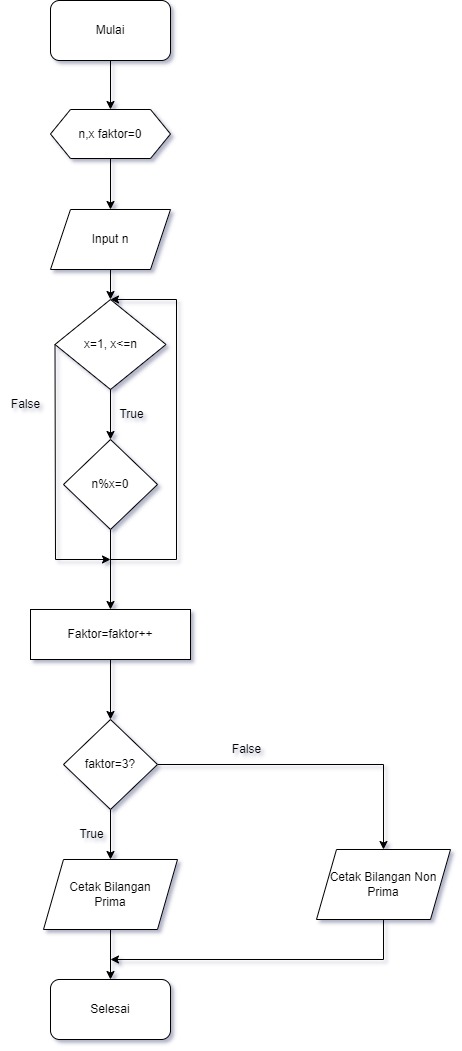 Mulai
n,x faktor=0
Input n
x=1, x<=n
False
True
n%x=0
Faktor=faktor++
False
faktor=3?
True
Cetak Bilangan
Prima
Cetak Bilangan Non
Prima
Selesai